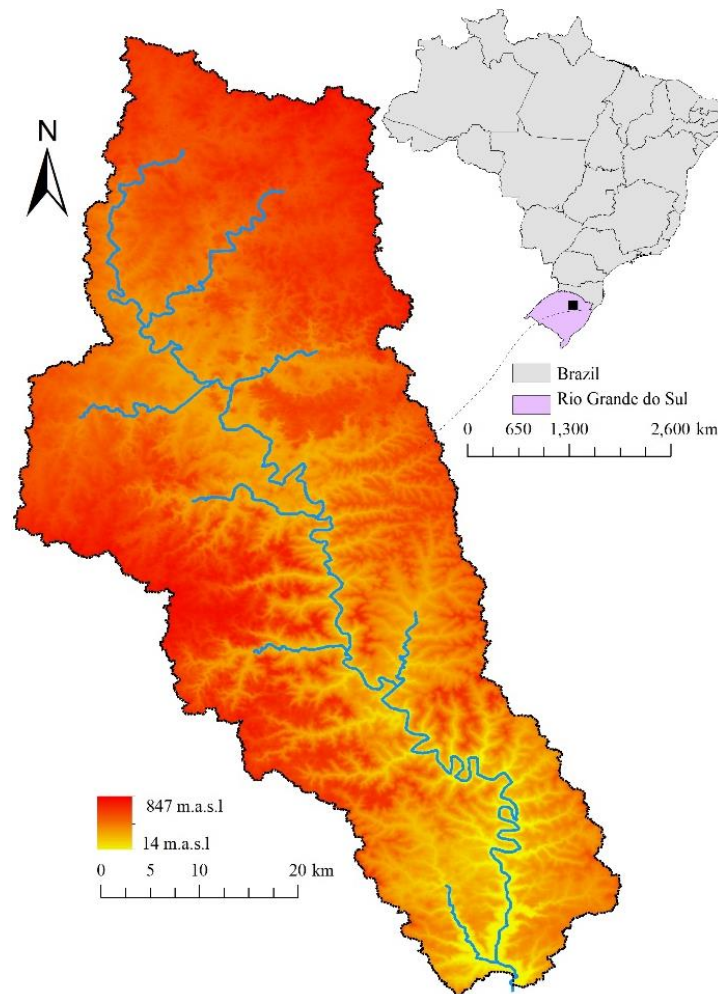 N
Brazil
Rio Grande do Sul
0 650 1,300 2,600 km
847 m.a.s.l
14 m.a.s.l
0 5 10 20 km